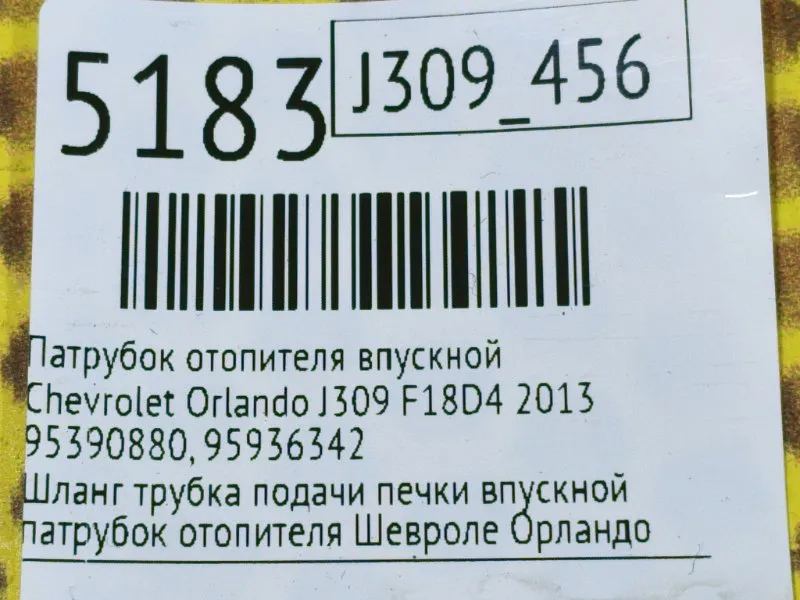 5183
J309_456
Патрубок отопителя впускной
Chevrolet Orlando J309 F18D4 2013
95390880, 95936342
Шланг трубка подачи печки впускной
патрубок отопителя Шевроле Орландо